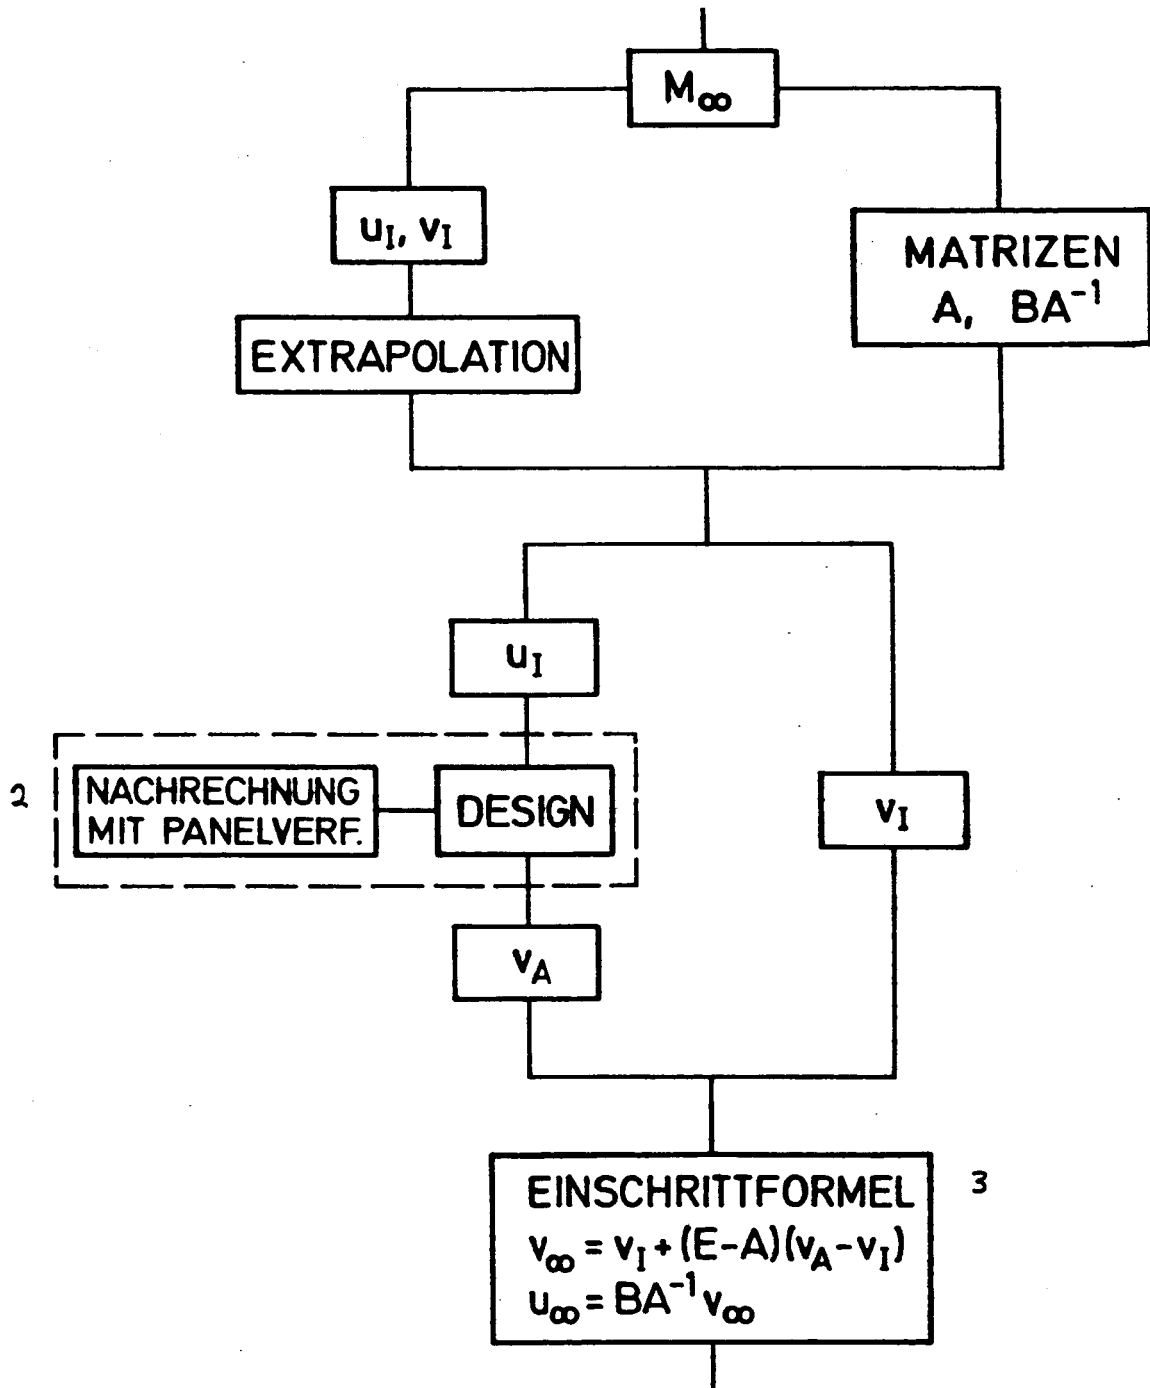 M∞
uI, vI
MATRIZEN
A, BA⁻¹
EXTRAPOLATION
uI
2
NACHRECHNUNG
MIT PANELVERF.
DESIGN
vI
vA
EINSCHRITTFORMEL
3
v∞ = vI + (E-A)(vA-vI)
u∞ = BA⁻¹ v∞